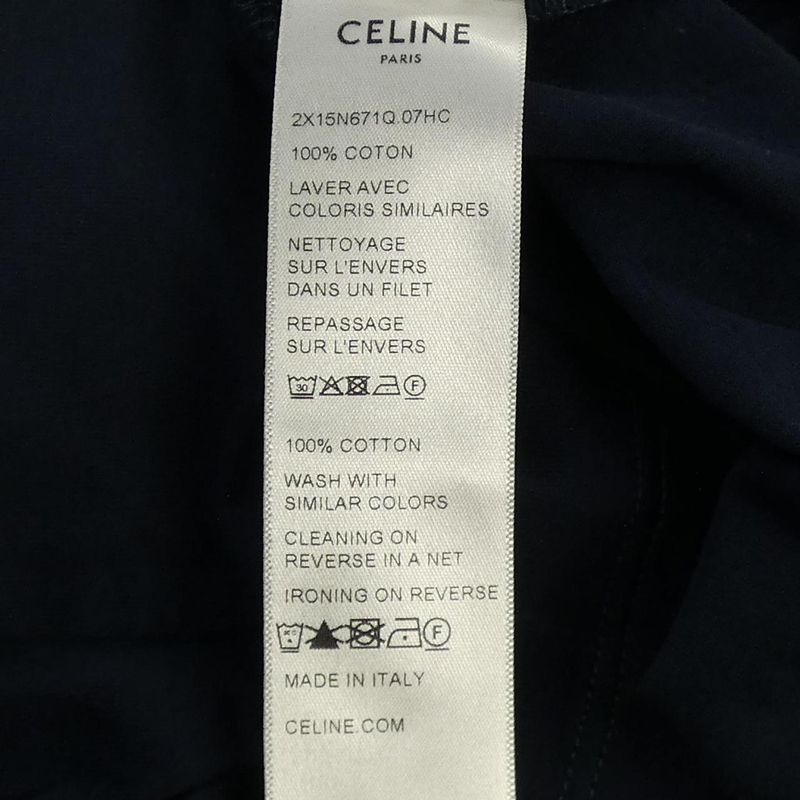 CELINE
PARIS
2X15N671Q.07HC
100% COTON
LAVER AVEC
COLORIS SIMILAIRES
NETTOYAGE
SUR L'ENVERS
DANS UN FILET
REPASSAGE
SUR L'ENVERS
30 F
100% COTTON
WASH WITH
SIMILAR COLORS
CLEANING ON
REVERSE IN A NET
IRONING ON REVERSE
F
MADE IN ITALY
CELINE.COM